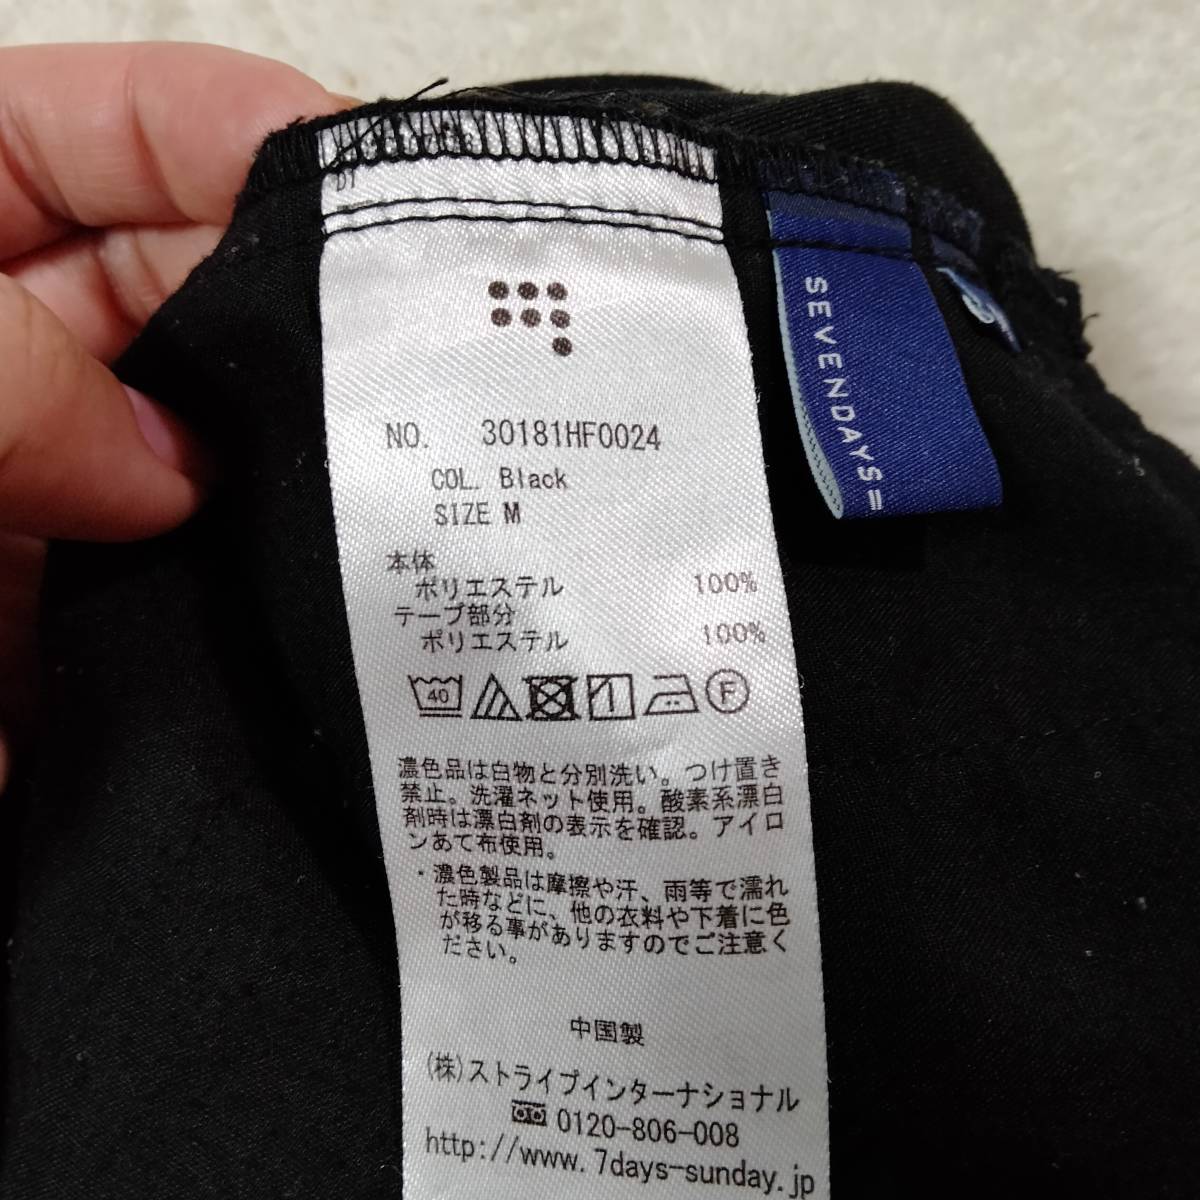 NO. 30181HF0024
COL. Black
SIZE M
本体
ポリエステル 100%
テープ部分
ポリエステル 100%
40
F
濃色品は白物と分別洗い。つけ置き
禁止。洗濯ネット使用。酸素系漂白
剤時は漂白剤の表示を確認。アイロ
ンあて布使用。
・濃色製品は摩擦や汗、雨等で濡れ
た時などに、他の衣料や下着に色
が移る事がありますのでご注意く
ださい。
中国製
(株)ストライプインターナショナル
0120-806-008
http://www.7days-sunday.jp
SEVENDAYS=